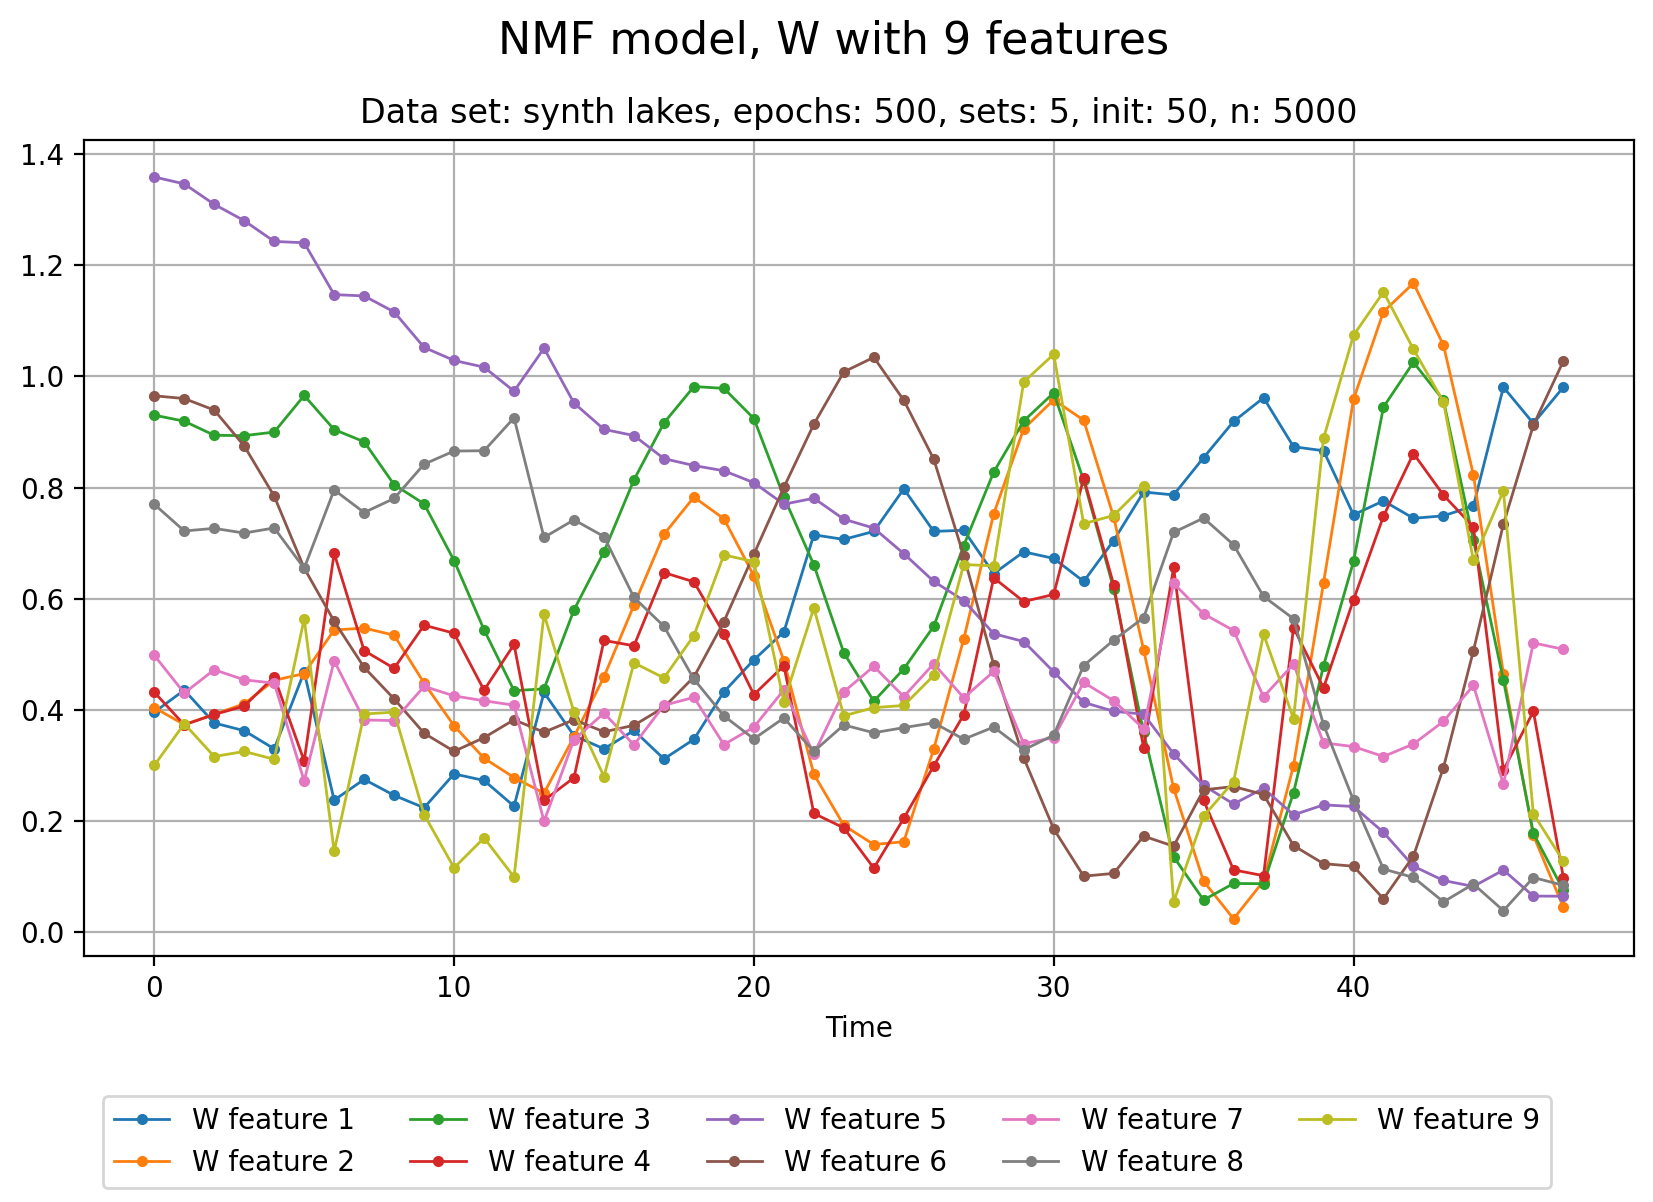 NMF model, W with 9 features
Data set: synth lakes, epochs: 500, sets: 5, init: 50, n: 5000
1.4
1.2
1.0
0.8
0.6
0.4
0.2
0.0
0 10 20 30 40
Time
W feature 1 W feature 3 W feature 5 W feature 7 W feature 9
W feature 2 W feature 4 W feature 6 W feature 8